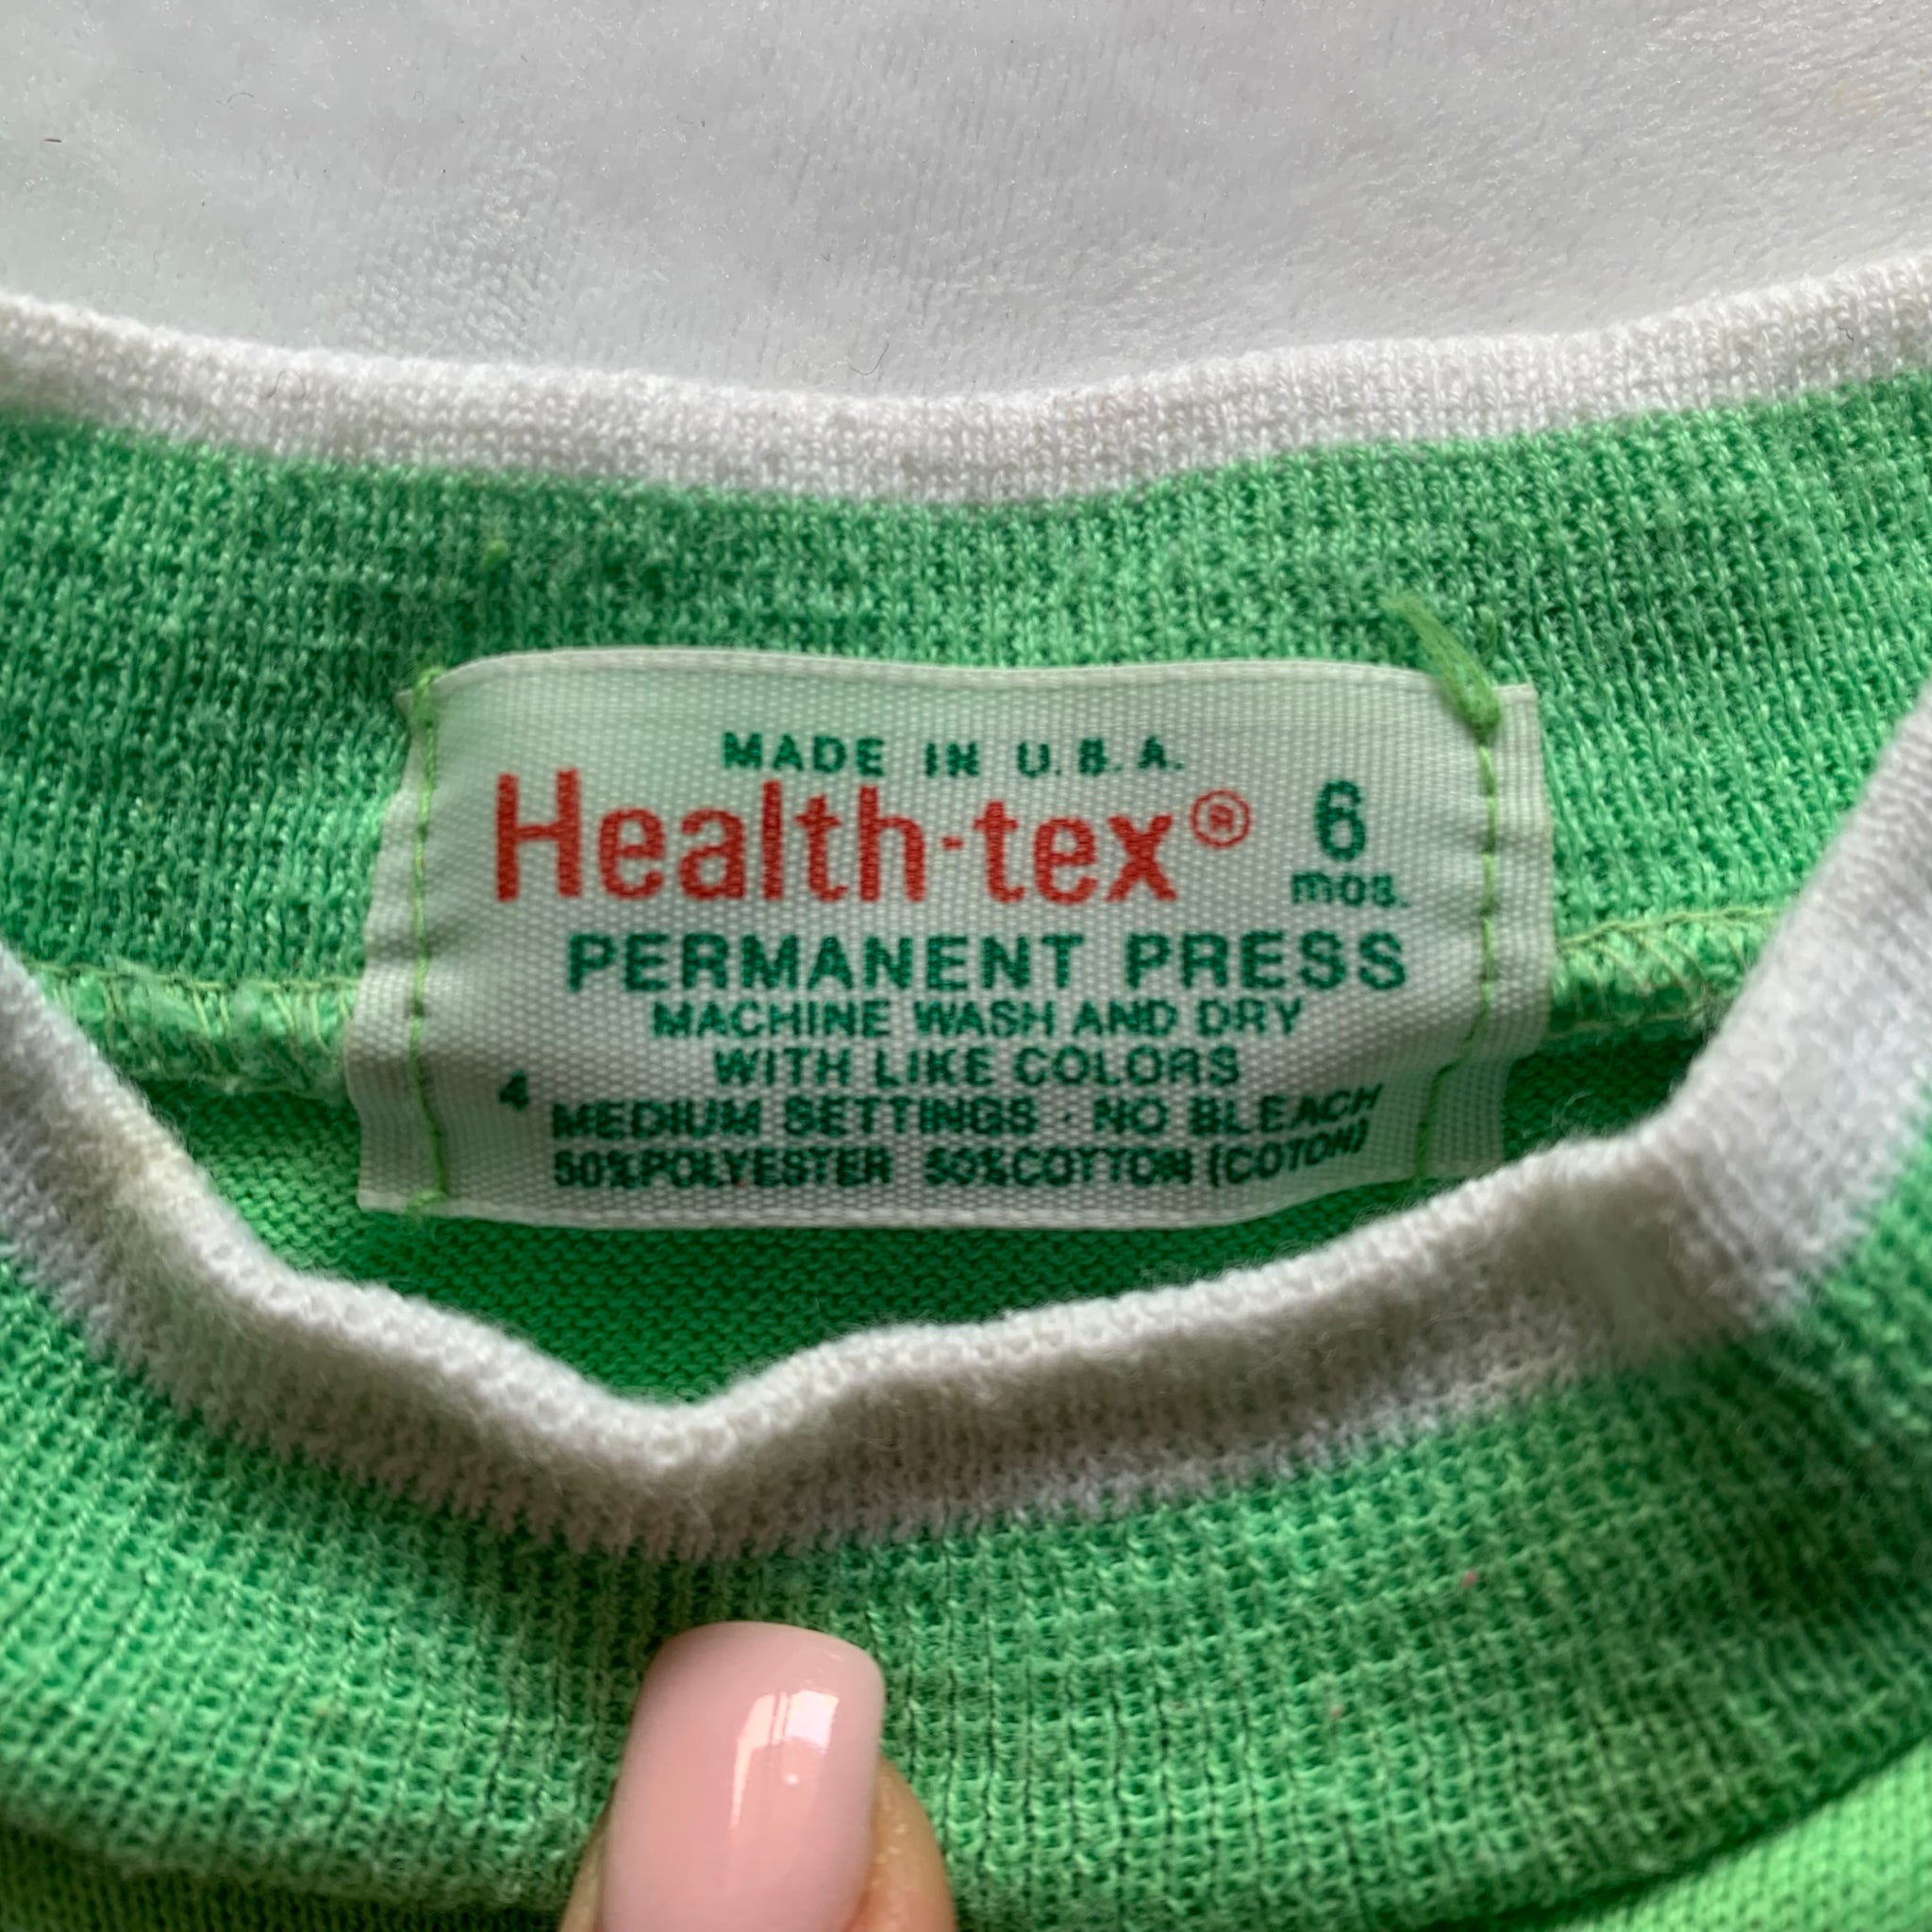 MADE IN U.S.A.
Health-tex® 6
mos.
PERMANENT PRESS
MACHINE WASH AND DRY
WITH LIKE COLORS
4
MEDIUM SETTINGS · NO BLEACH
50%POLYESTER 50%COTTON (COTON)